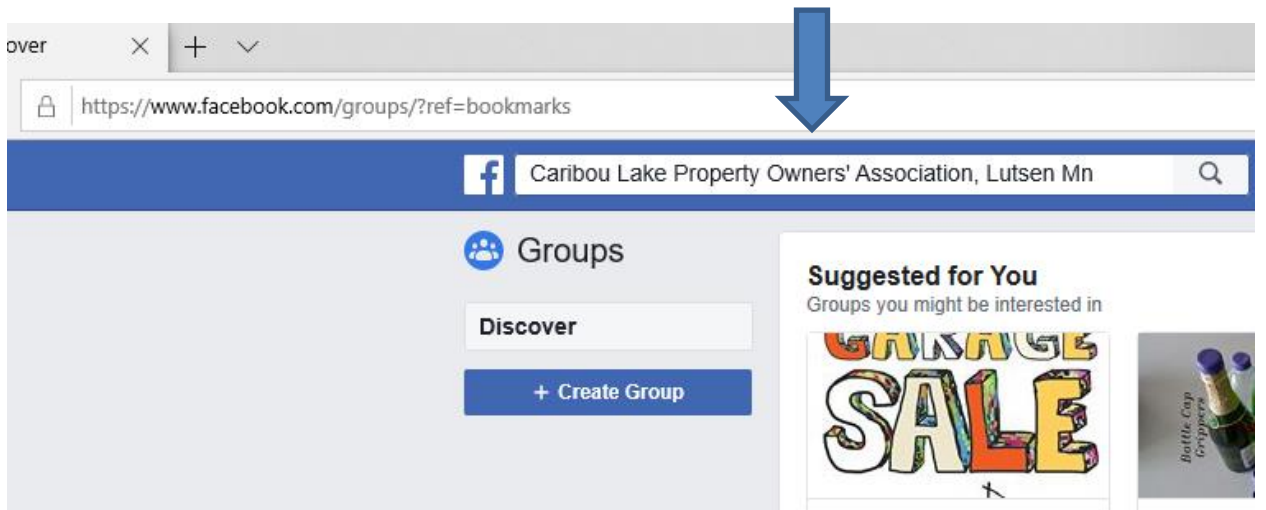 over
https://www.facebook.com/groups/?ref=bookmarks
f Caribou Lake Property Owners' Association, Lutsen Mn
Groups
Discover
+ Create Group
Suggested for You
Groups you might be interested in
GARAGE
SALE
Bottle Cap
Grippers